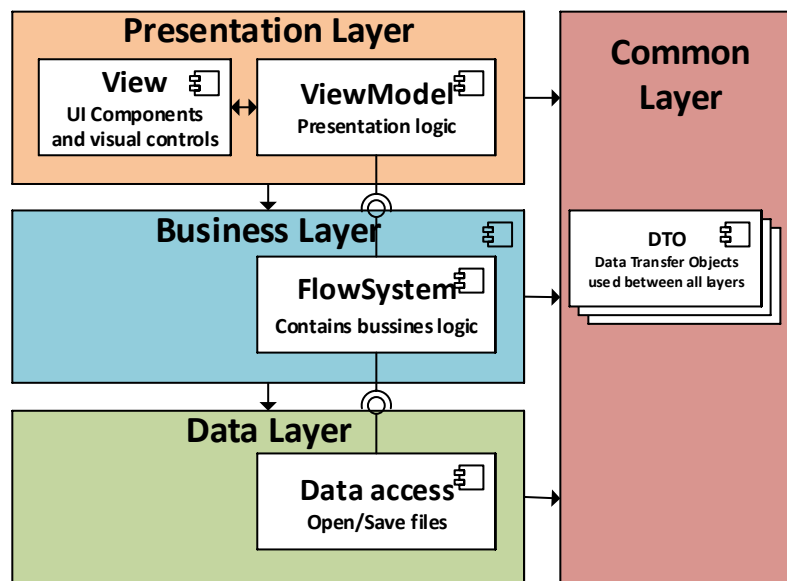 Presentation Layer
View
UI Components
and visual controls
ViewModel
Presentation logic
Common
Layer
Business Layer
FlowSystem
Contains bussines logic
DTO
Data Transfer Objects
used between all layers
Data Layer
Data access
Open/Save files